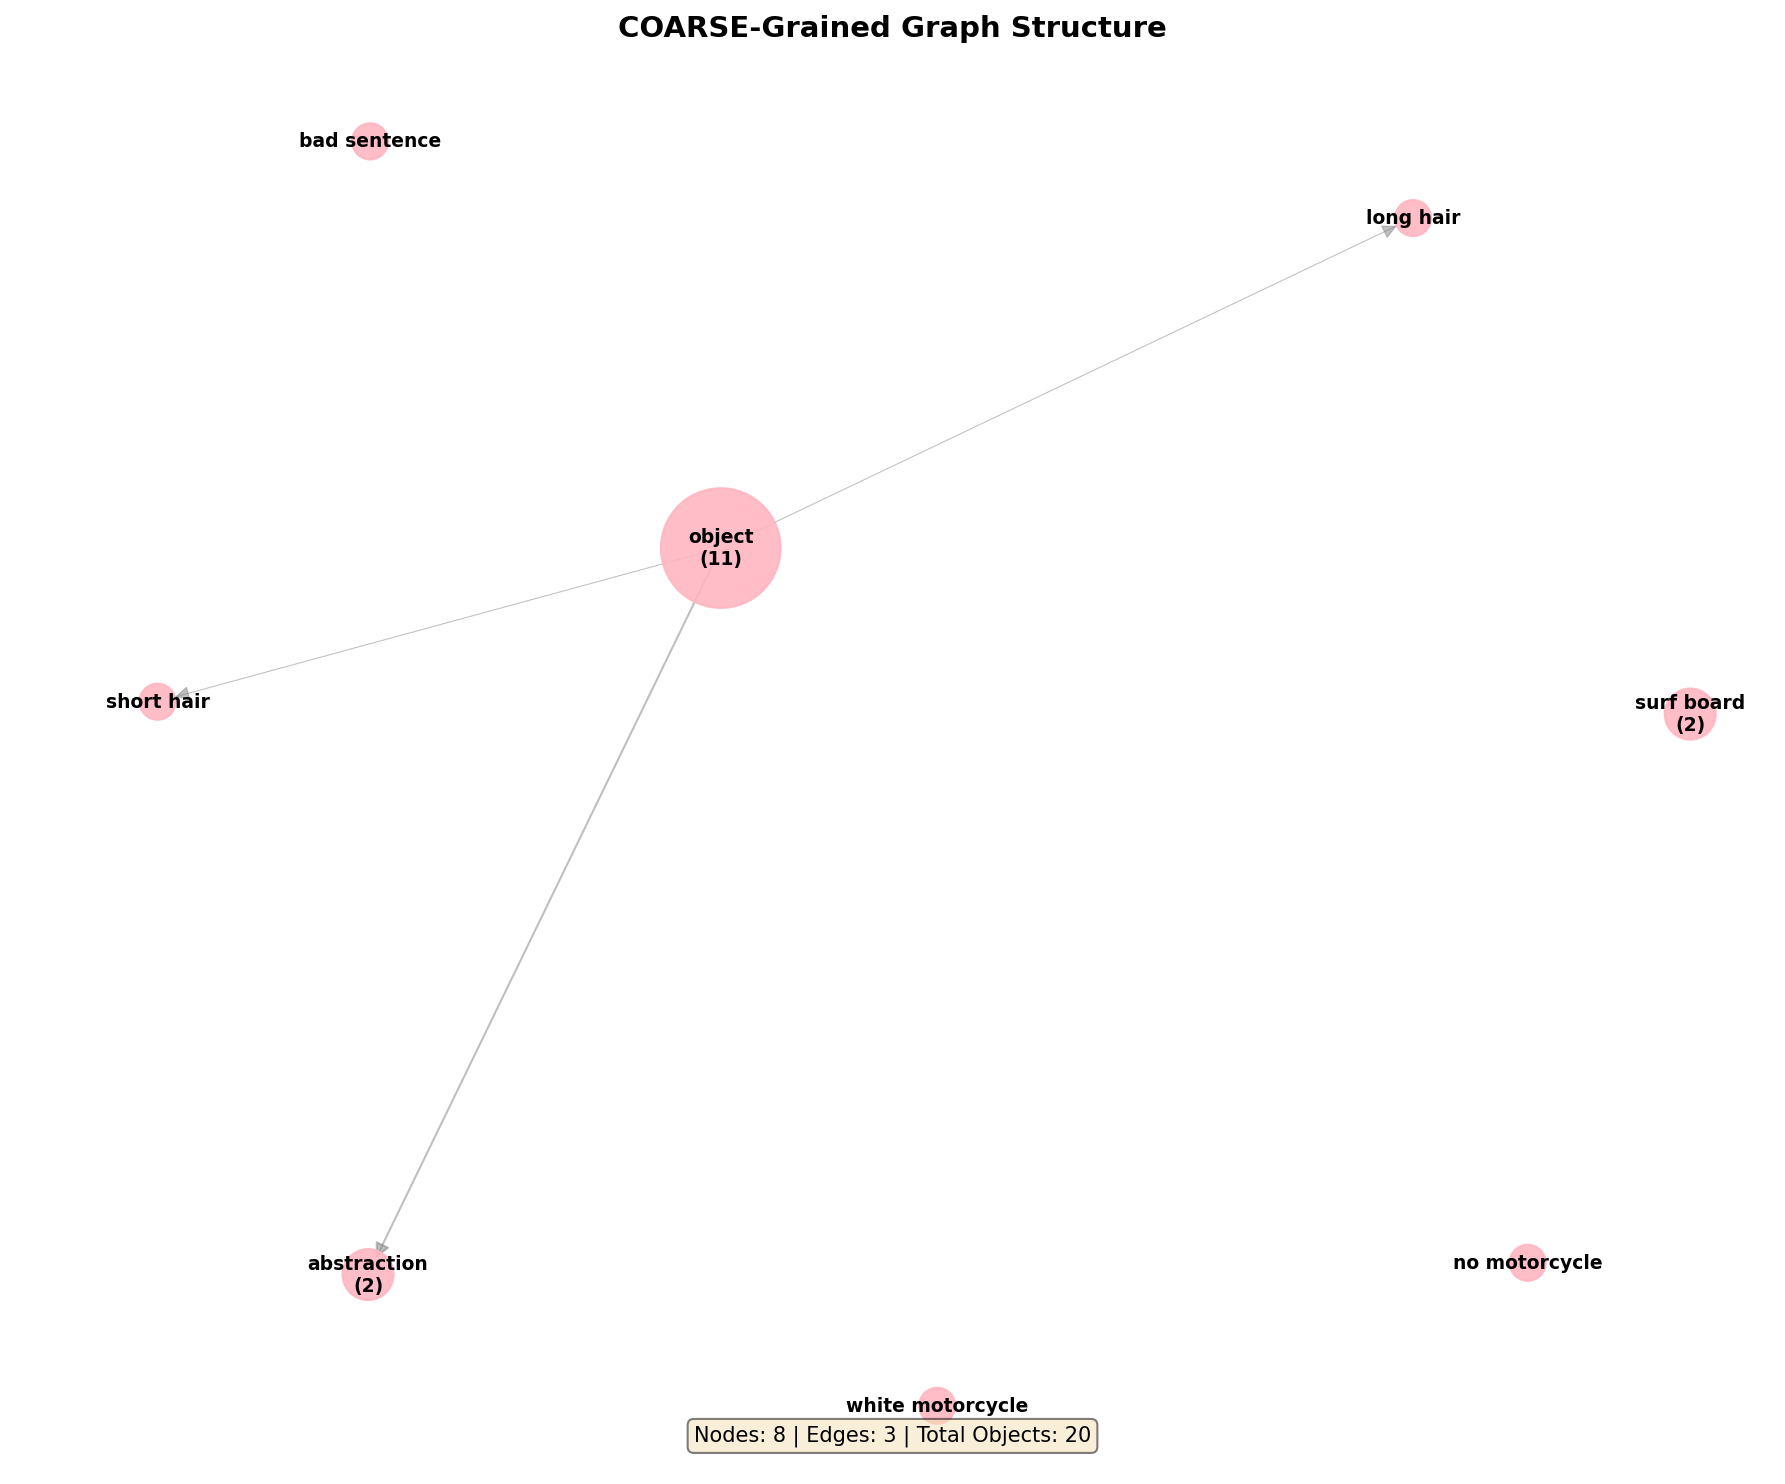 COARSE-Grained Graph Structure
bad sentence
long hair
object
(11)
short hair
surf board
(2)
abstraction
(2)
no motorcycle
white motorcycle
Nodes: 8 | Edges: 3 | Total Objects: 20